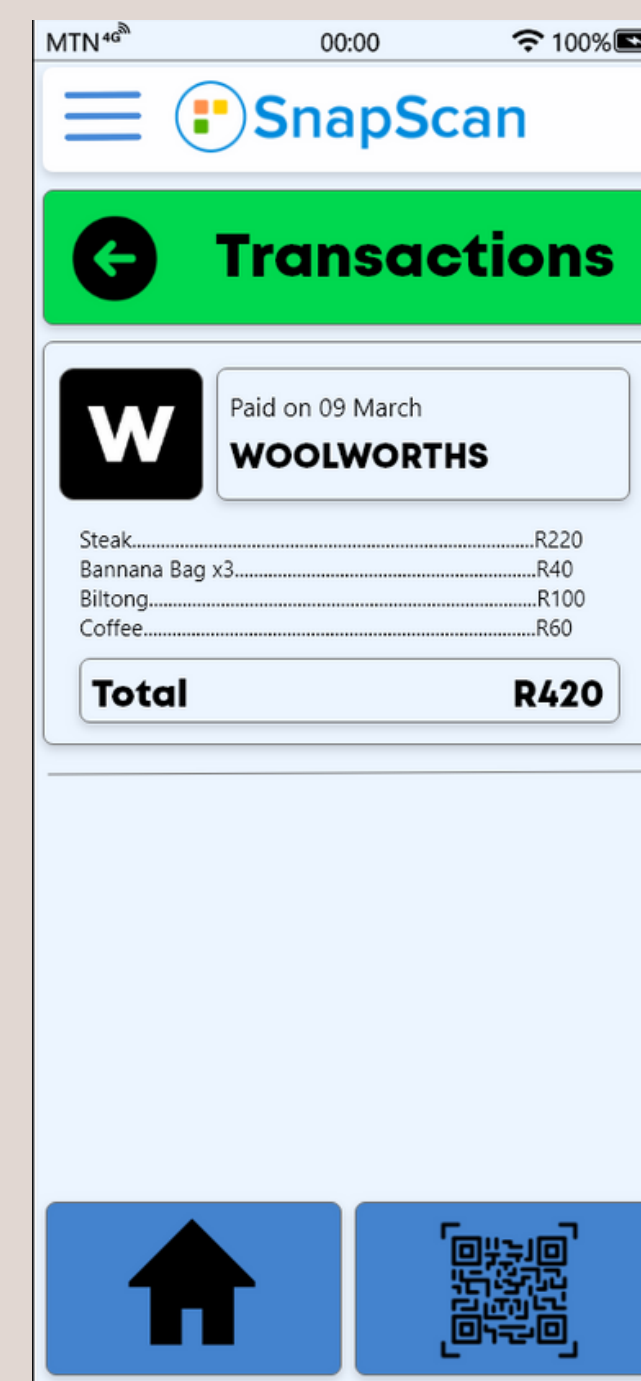 MTN 4G 00:00 100%
SnapScan
Transactions
W
Paid on 09 March
WOOLWORTHS
Steak..............................................................................R220
Bannana Bag x3...........................................................R40
Biltong...........................................................................R100
Coffee............................................................................R60
Total R420